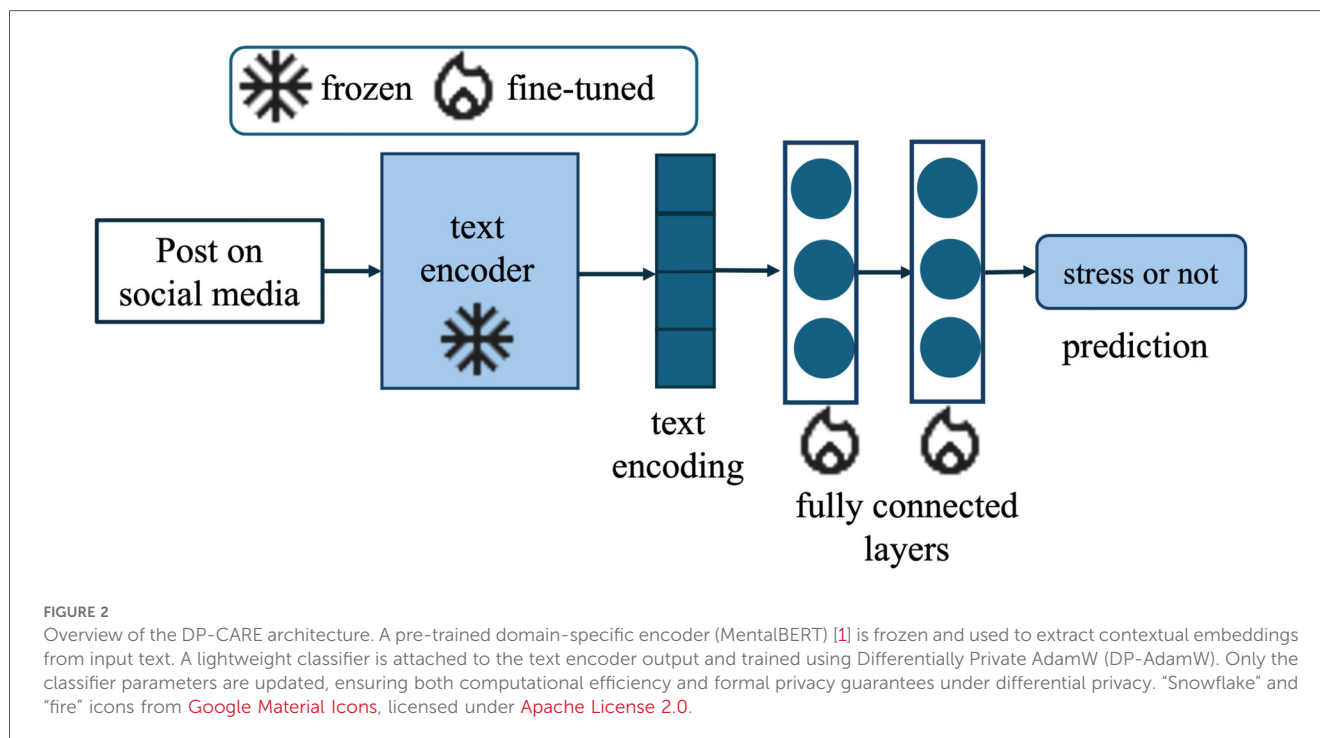 frozen fine-tuned
Post on
social media
text
encoder
text
encoding
fully connected
layers
stress or not
prediction
FIGURE 2
Overview of the DP-CARE architecture. A pre-trained domain-specific encoder (MentalBERT) [1] is frozen and used to extract contextual embeddings
from input text. A lightweight classifier is attached to the text encoder output and trained using Differentially Private AdamW (DP-AdamW). Only the
classifier parameters are updated, ensuring both computational efficiency and formal privacy guarantees under differential privacy. “Snowflake” and
“fire” icons from Google Material Icons, licensed under Apache License 2.0.